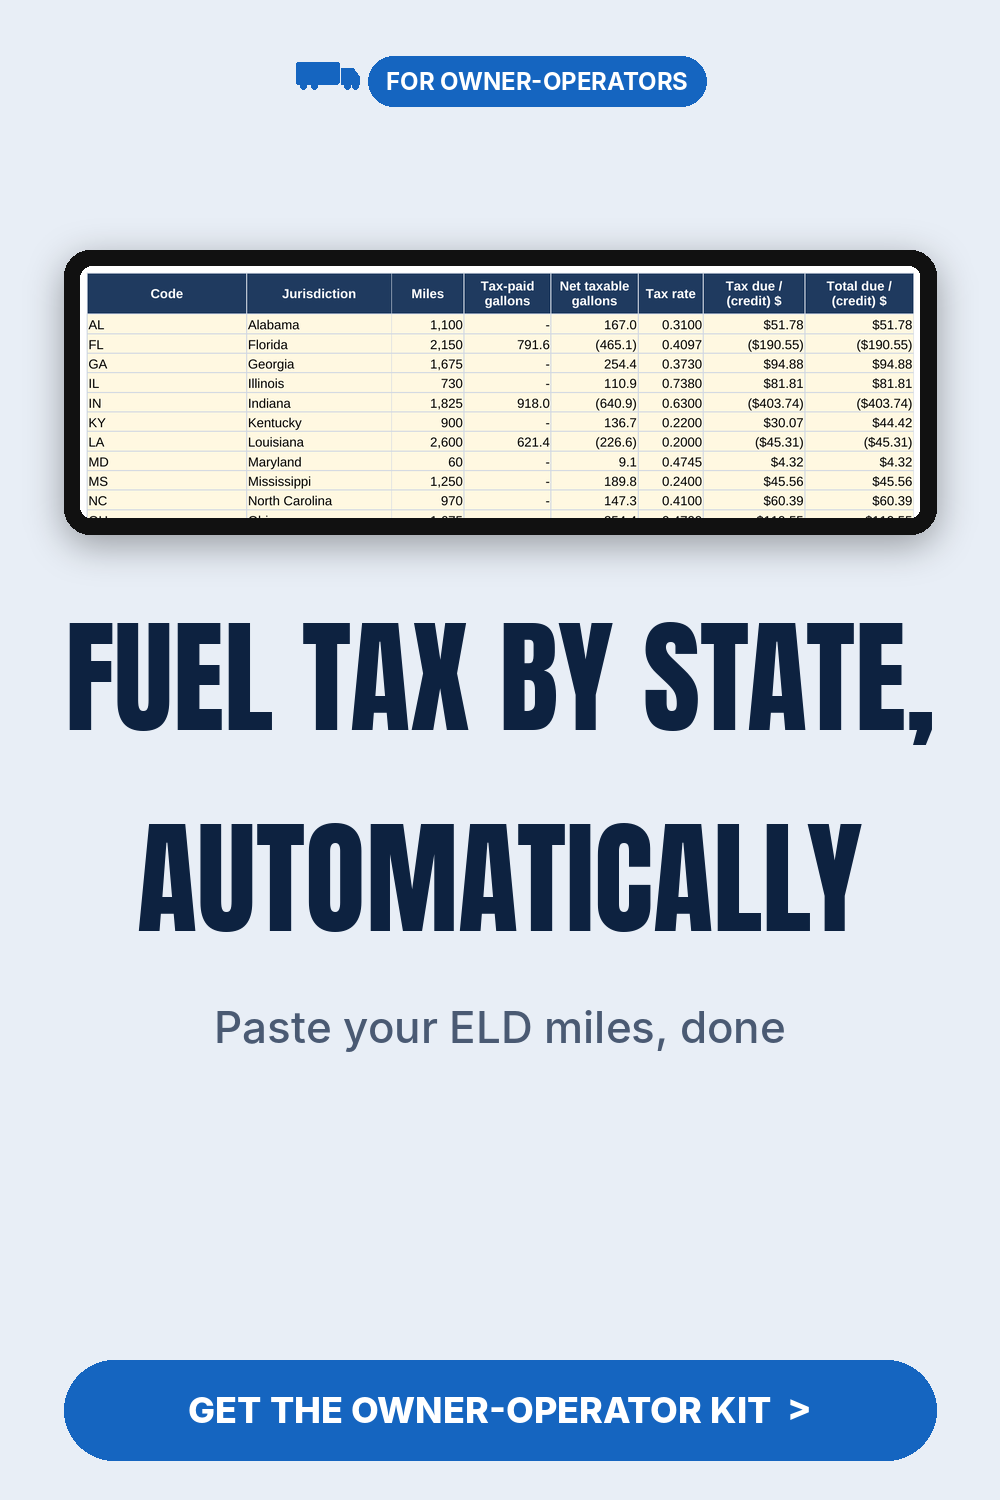 FOR OWNER-OPERATORS
Code Jurisdiction Miles Tax-paid gallons Net taxable gallons Tax rate Tax due / (credit) $ Total due / (credit) $
AL Alabama 1,100 - 167.0 0.3100 $51.78 $51.78
FL Florida 2,150 791.6 (465.1) 0.4097 ($190.55) ($190.55)
GA Georgia 1,675 - 254.4 0.3730 $94.88 $94.88
IL Illinois 730 - 110.9 0.7380 $81.81 $81.81
IN Indiana 1,825 918.0 (640.9) 0.6300 ($403.74) ($403.74)
KY Kentucky 900 - 136.7 0.2200 $30.07 $44.42
LA Louisiana 2,600 621.4 (226.6) 0.2000 ($45.31) ($45.31)
MD Maryland 60 - 9.1 0.4745 $4.32 $4.32
MS Mississippi 1,250 - 189.8 0.2400 $45.56 $45.56
NC North Carolina 970 - 147.3 0.4100 $60.39 $60.39
FUEL TAX BY STATE,
AUTOMATICALLY
Paste your ELD miles, done
GET THE OWNER-OPERATOR KIT >